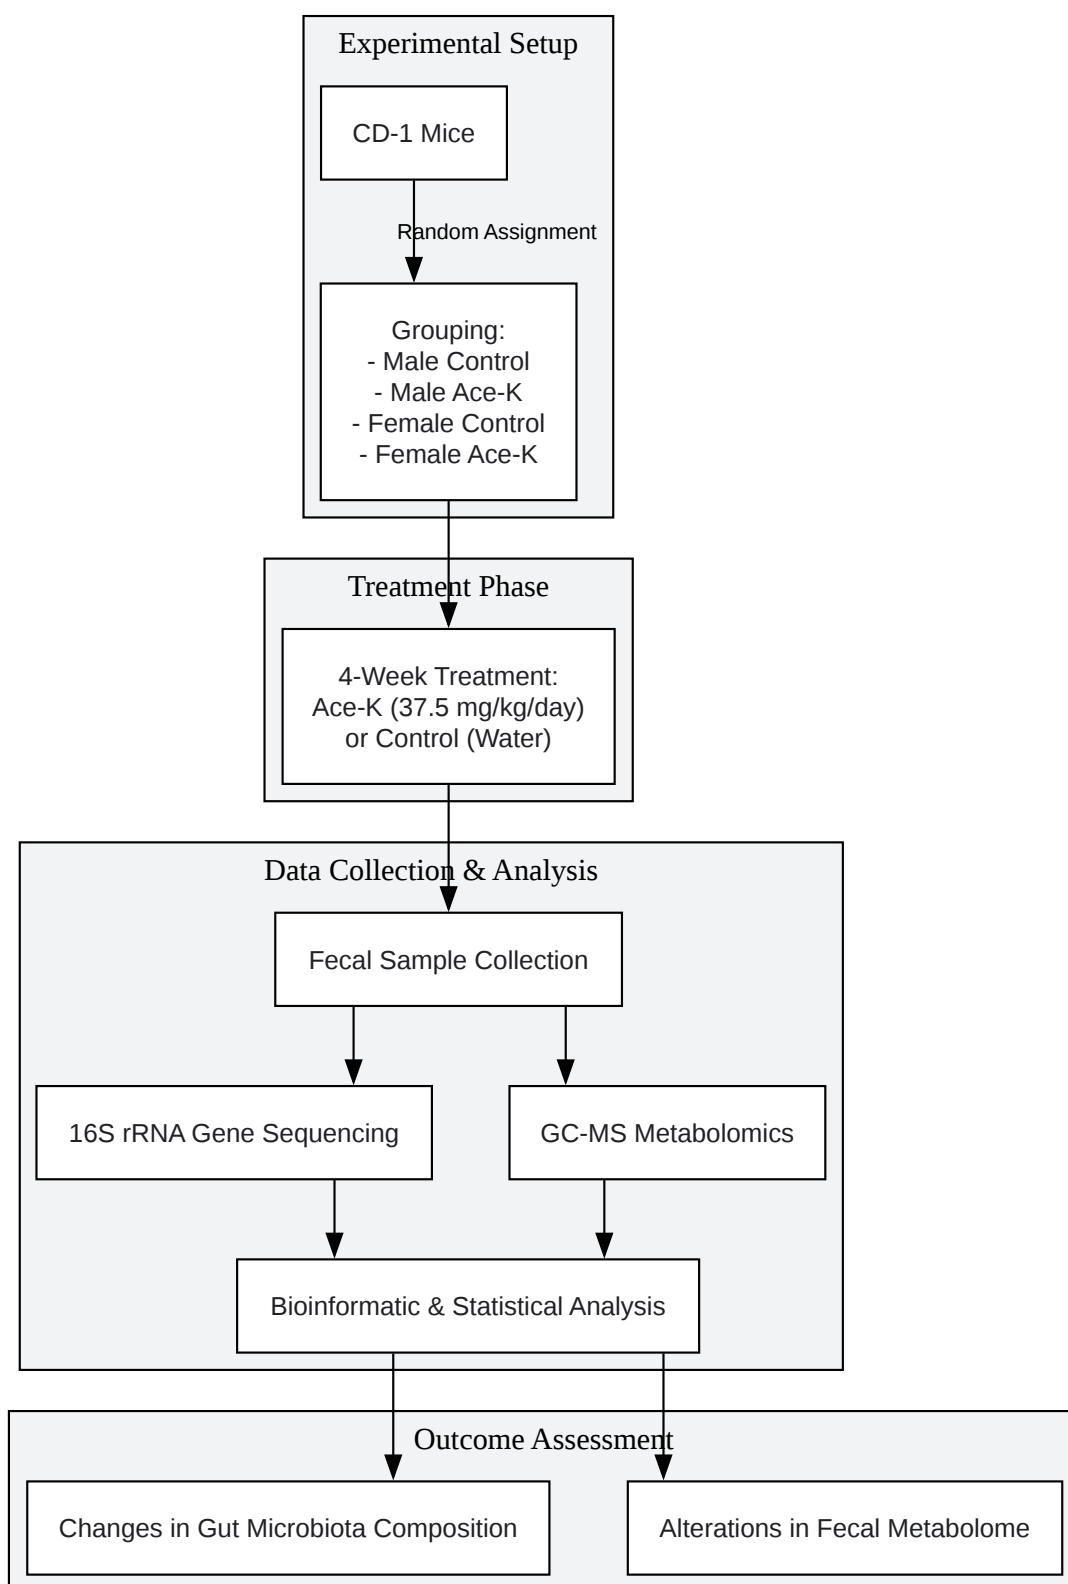 Experimental Setup
CD-1 Mice
Random Assignment
Grouping:
- Male Control
- Male Ace-K
- Female Control
- Female Ace-K
Treatment Phase
4-Week Treatment:
Ace-K (37.5 mg/kg/day)
or Control (Water)
Data Collection & Analysis
Fecal Sample Collection
16S rRNA Gene Sequencing
GC-MS Metabolomics
Bioinformatic & Statistical Analysis
Outcome Assessment
Changes in Gut Microbiota Composition
Alterations in Fecal Metabolome